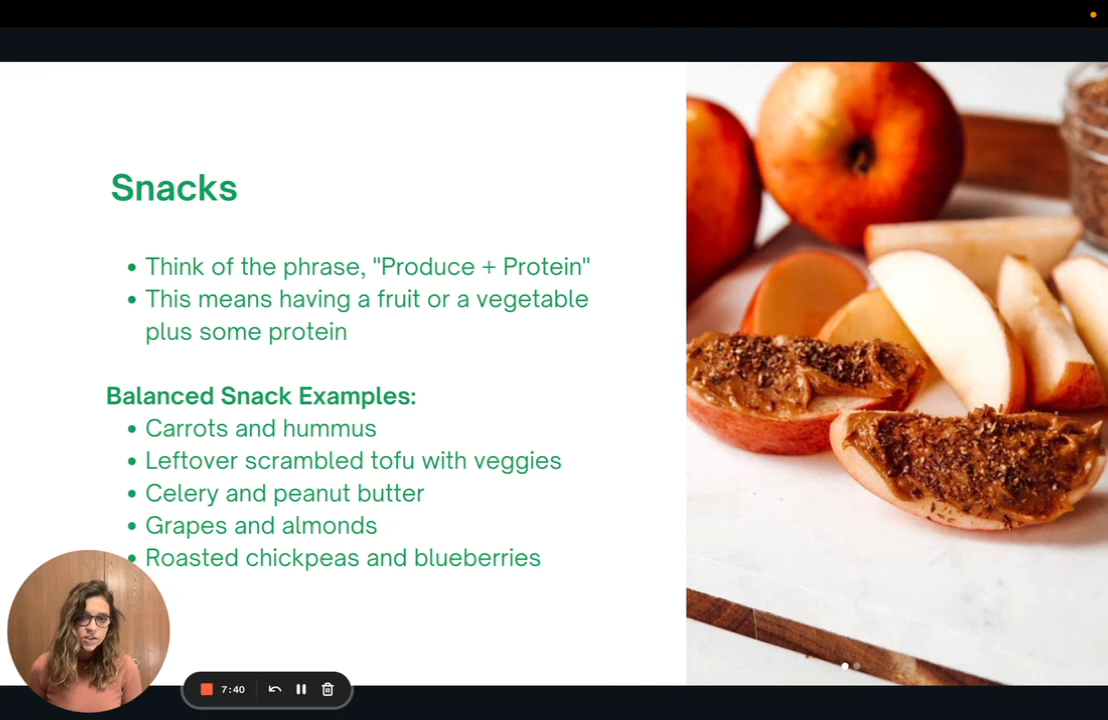 Snacks
• Think of the phrase, "Produce + Protein"
• This means having a fruit or a vegetable
plus some protein
Balanced Snack Examples:
• Carrots and hummus
• Leftover scrambled tofu with veggies
• Celery and peanut butter
• Grapes and almonds
• Roasted chickpeas and blueberries
7:40